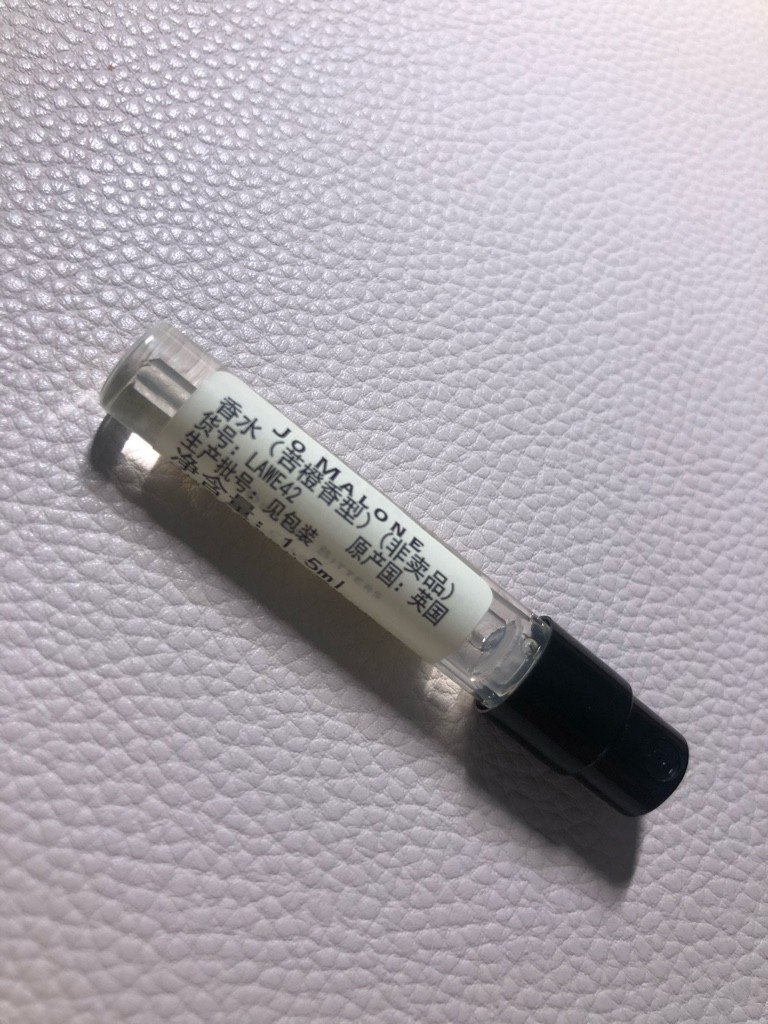 JO MALONE
香水（苦橙香型）（非卖品）
货号：LAWE42
生产批号：见包装 原产国：英国
净含量：1.5ml